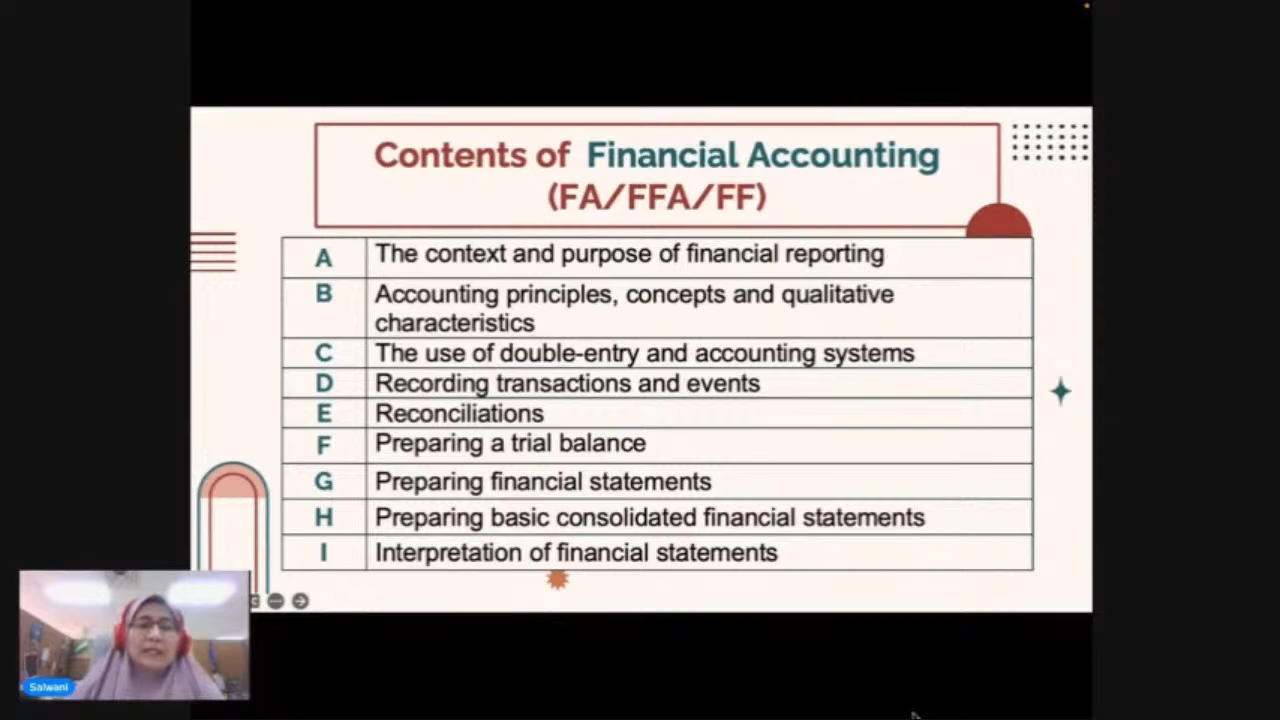 Contents of Financial Accounting
(FA/FFA/FF)
A The context and purpose of financial reporting
B Accounting principles, concepts and qualitative
characteristics
C The use of double-entry and accounting systems
D Recording transactions and events
E Reconciliations
F Preparing a trial balance
G Preparing financial statements
H Preparing basic consolidated financial statements
I Interpretation of financial statements
Salwani